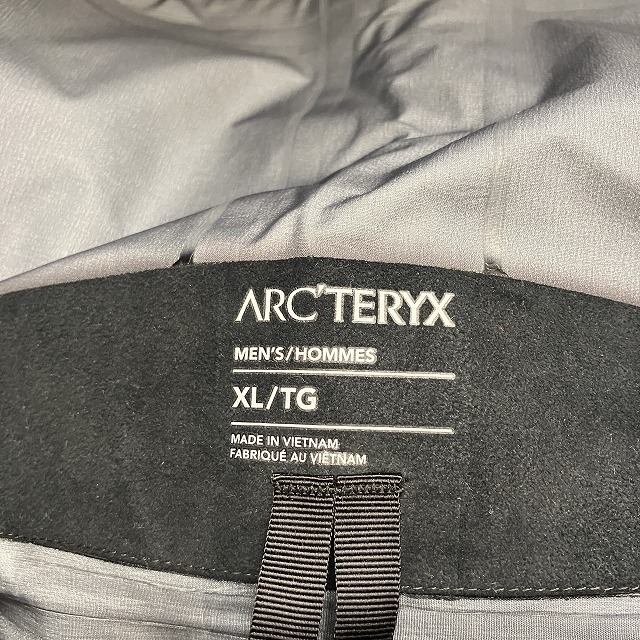 ARC'TERYX
MEN'S/HOMMES
XL/TG
MADE IN VIETNAM
FABRIQUÉ AU VIÊTNAM